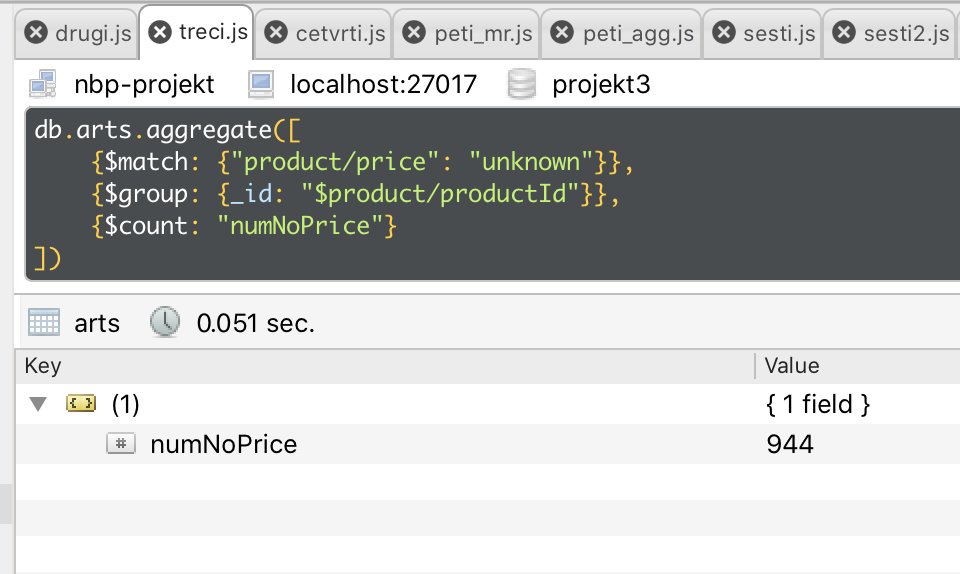 drugi.js treci.js cetvrti.js peti_mr.js peti_agg.js sesti.js sesti2.js
nbp-projekt localhost:27017 projekt3
db.arts.aggregate([
    {$match: {"product/price": "unknown"}},
    {$group: {_id: "$product/productId"}},
    {$count: "numNoPrice"}
])
arts 0.051 sec.
Key Value
{ } (1) { 1 field }
# numNoPrice 944